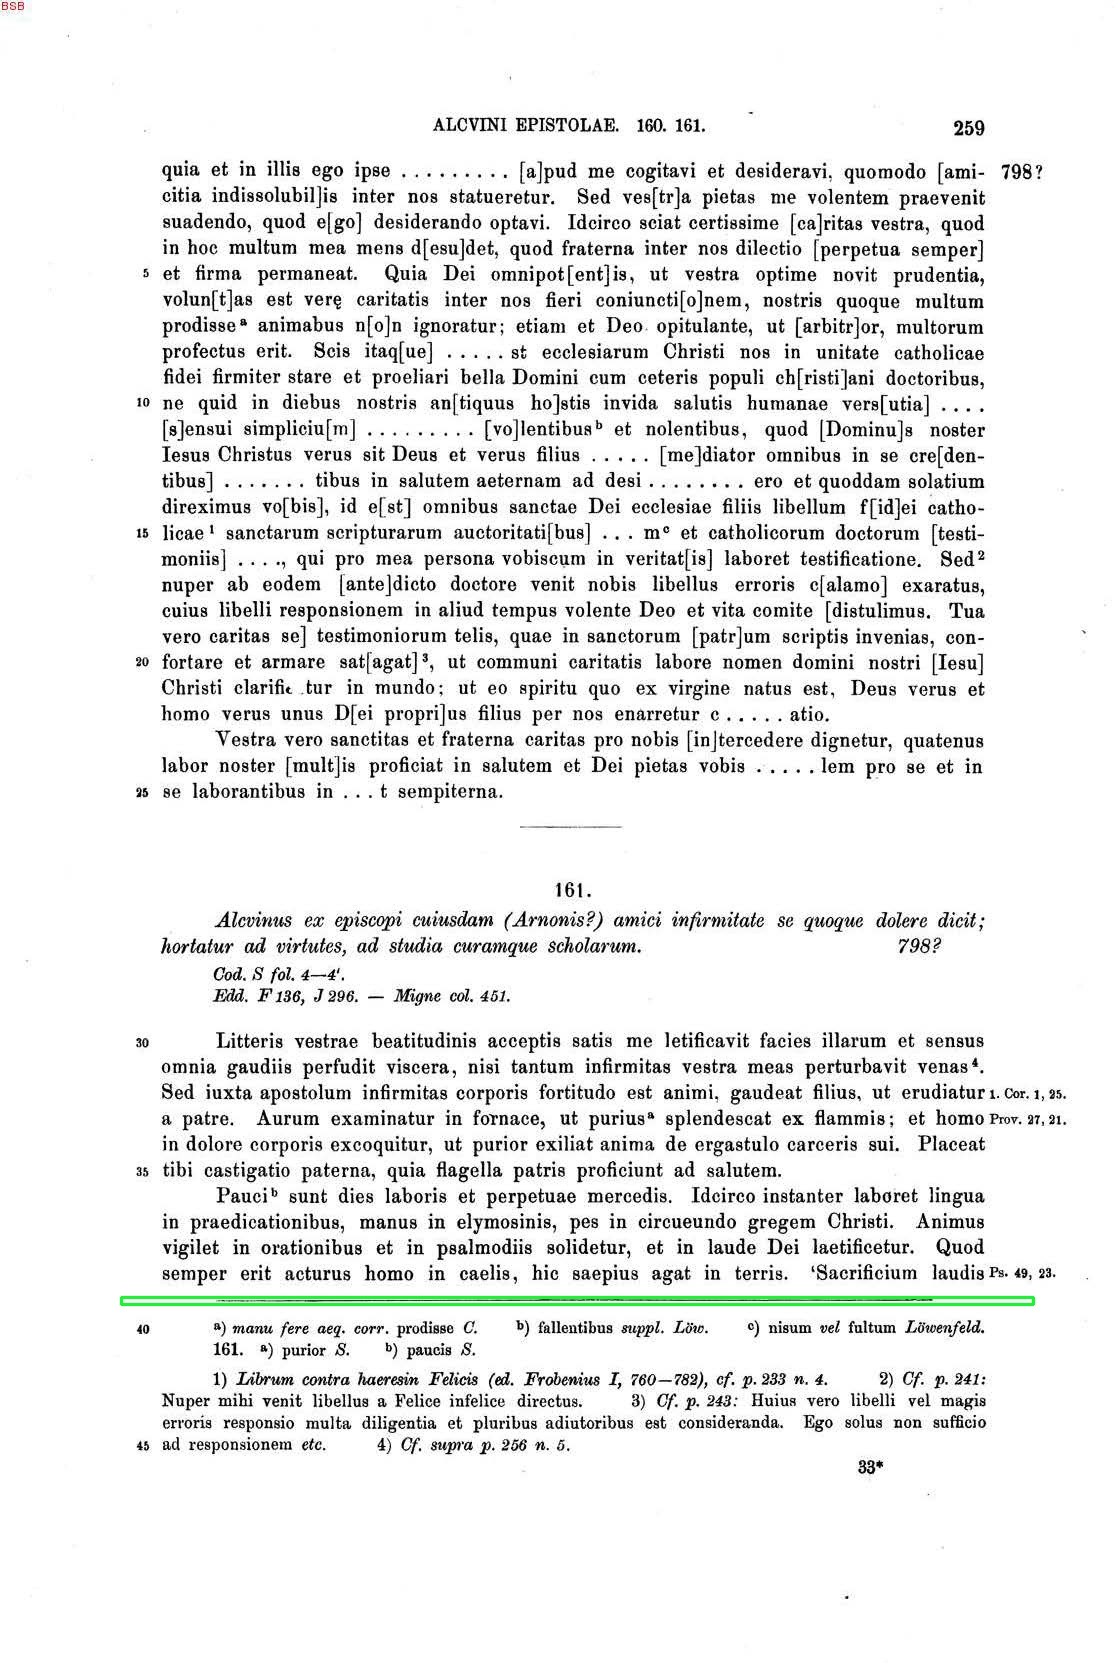 BSB
ALCVINI EPISTOLAE. 160. 161. 259
quia et in illis ego ipse . . . . . . . . . [a]pud me cogitavi et desideravi, quomodo [ami- 798?
citia indissolubil]is inter nos statueretur. Sed ves[tr]a pietas me volentem praevenit
suadendo, quod e[go] desiderando optavi. Idcirco sciat certissime [ca]ritas vestra, quod
in hoc multum mea mens d[esu]det, quod fraterna inter nos dilectio [perpetua semper]
5 et firma permaneat. Quia Dei omnipot[ent]is, ut vestra optime novit prudentia,
volun[t]as est verę caritatis inter nos fieri coniuncti[o]nem, nostris quoque multum
prodisse ᵃ animabus n[o]n ignoratur; etiam et Deo opitulante, ut [arbitr]or, multorum
profectus erit. Scis itaq[ue] . . . . . st ecclesiarum Christi nos in unitate catholicae
fidei firmiter stare et proeliari bella Domini cum ceteris populi ch[risti]ani doctoribus,
10 ne quid in diebus nostris an[tiquus ho]stis invida salutis humanae vers[utia] . . . .
[s]ensui simpliciu[m] . . . . . . . . . [vo]lentibus ᵇ et nolentibus, quod [Dominu]s noster
Iesus Christus verus sit Deus et verus filius . . . . . [me]diator omnibus in se cre[den-
tibus] . . . . . . . tibus in salutem aeternam ad desi . . . . . . . . ero et quoddam solatium
direximus vo[bis], id e[st] omnibus sanctae Dei ecclesiae filiis libellum f[id]ei catho-
15 licae ¹ sanctarum scripturarum auctoritati[bus] . . . mᶜ et catholicorum doctorum [testi-
moniis] . . . ., qui pro mea persona vobiscum in veritat[is] laboret testificatione. Sed ²
nuper ab eodem [ante]dicto doctore venit nobis libellus erroris c[alamo] exaratus,
cuius libelli responsionem in aliud tempus volente Deo et vita comite [distulimus. Tua
vero caritas se] testimoniorum telis, quae in sanctorum [patr]um scriptis invenias, con-
20 fortare et armare sat[agat] ³, ut communi caritatis labore nomen domini nostri [Iesu]
Christi clarific .tur in mundo; ut eo spiritu quo ex virgine natus est, Deus verus et
homo verus unus D[ei propri]us filius per nos enarretur c . . . . . atio.
Vestra vero sanctitas et fraterna caritas pro nobis [in]tercedere dignetur, quatenus
labor noster [mult]is proficiat in salutem et Dei pietas vobis . . . . . lem pro se et in
25 se laborantibus in . . . t sempiterna.
161.
Alcvinus ex episcopi cuiusdam (Arnonis?) amici infirmitate se quoque dolere dicit;
hortatur ad virtutes, ad studia curamque scholarum. 798?
Cod. S fol. 4—4'.
Edd. F 136, J 296. — Migne col. 451.
30 Litteris vestrae beatitudinis acceptis satis me letificavit facies illarum et sensus
omnia gaudiis perfudit viscera, nisi tantum infirmitas vestra meas perturbavit venas ⁴.
Sed iuxta apostolum infirmitas corporis fortitudo est animi, gaudeat filius, ut erudiatur 1. Cor. 1, 25.
a patre. Aurum examinatur in fornace, ut purius ᵃ splendescat ex flammis; et homo Prov. 27, 21.
in dolore corporis excoquitur, ut purior exiliat anima de ergastulo carceris sui. Placeat
35 tibi castigatio paterna, quia flagella patris proficiunt ad salutem.
Pauci ᵇ sunt dies laboris et perpetuae mercedis. Idcirco instanter laboret lingua
in praedicationibus, manus in elymosinis, pes in circueundo gregem Christi. Animus
vigilet in orationibus et in psalmodiis solidetur, et in laude Dei laetificetur. Quod
semper erit acturus homo in caelis, hic saepius agat in terris. ‘Sacrificium laudis Ps. 49, 23.
40 ᵃ) manu fere aeq. corr. prodisse C. ᵇ) fallentibus suppl. Löw. ᶜ) nisum vel fultum Löwenfeld.
161. ᵃ) purior S. ᵇ) paucis S.
1) Librum contra haeresin Felicis (ed. Frobenius I, 760—782), cf. p. 233 n. 4. 2) Cf. p. 241:
Nuper mihi venit libellus a Felice infelice directus. 3) Cf. p. 243: Huius vero libelli vel magis
erroris responsio multa diligentia et pluribus adiutoribus est consideranda. Ego solus non sufficio
45 ad responsionem etc. 4) Cf. supra p. 256 n. 5.
33*